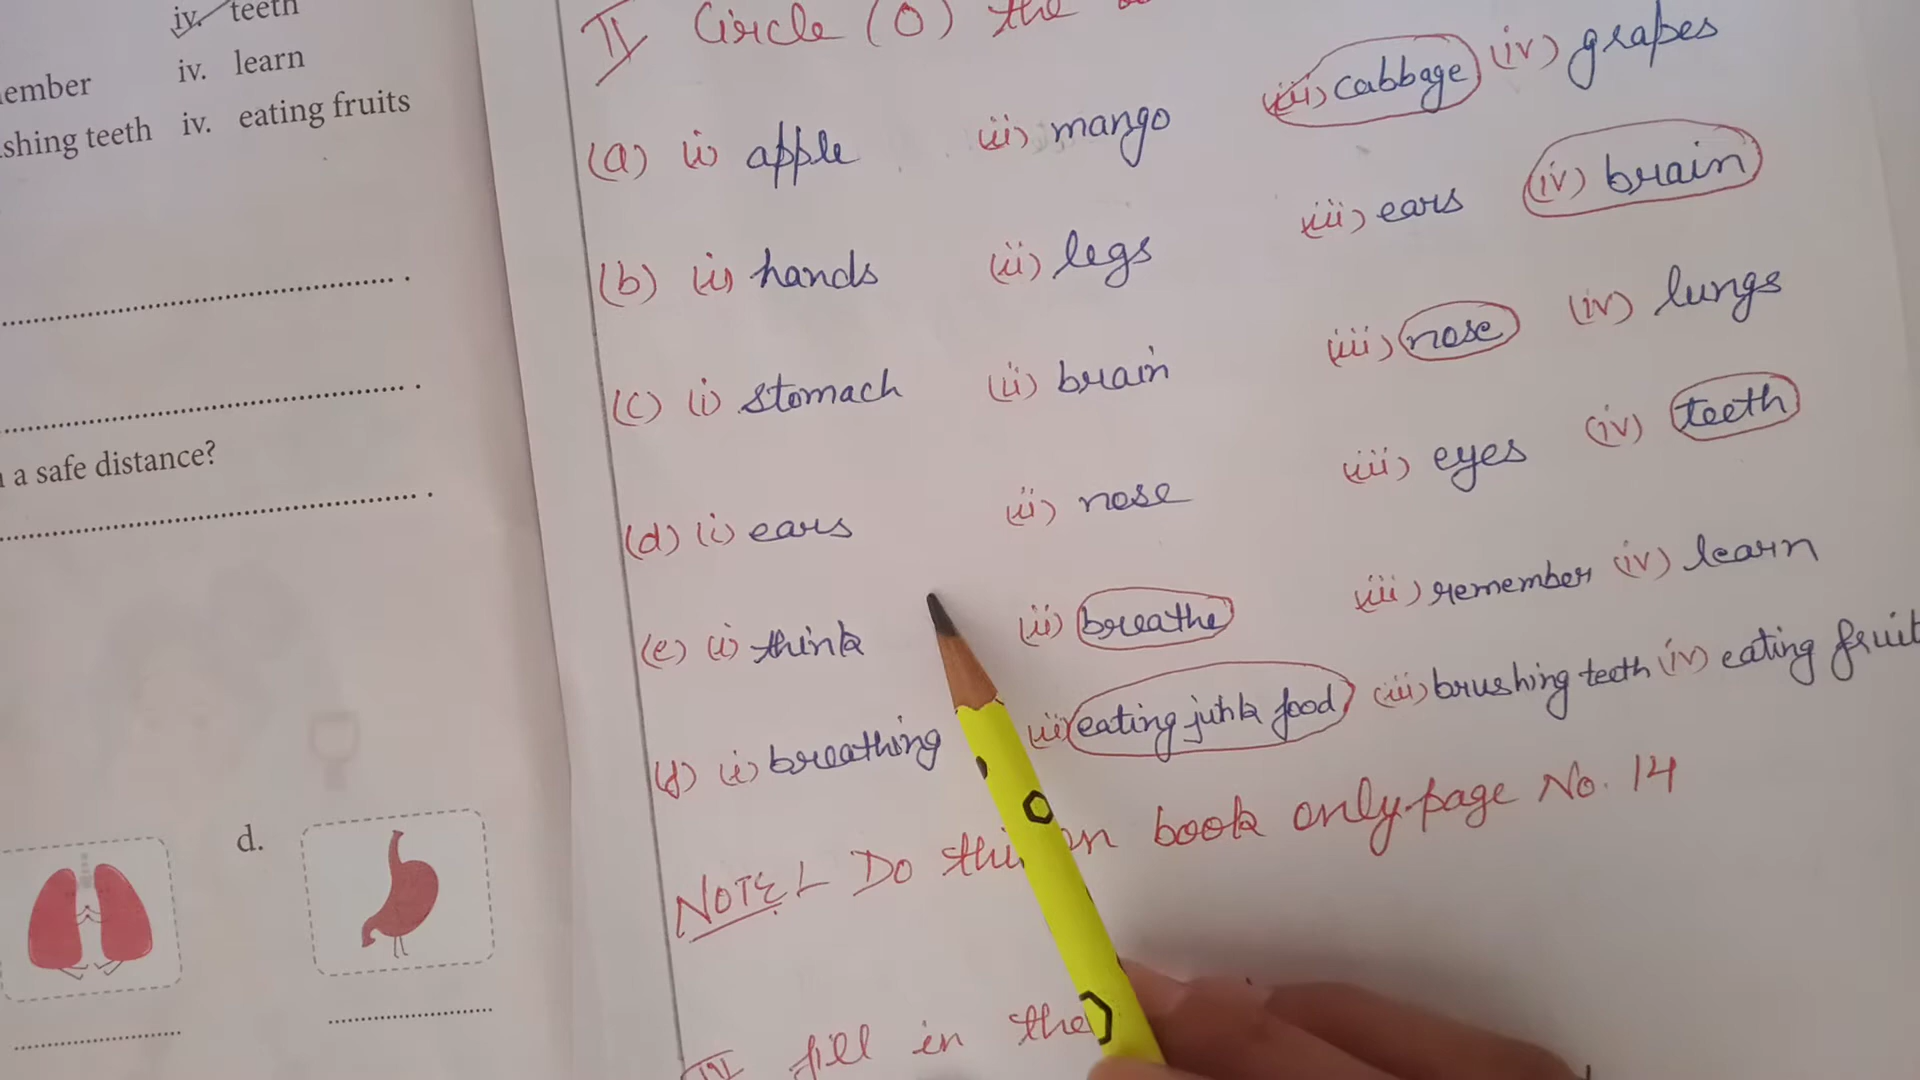 iv. teeth
ember iv. learn
shing teeth iv. eating fruits
a safe distance?
d.
II Circle (O) the
(a) (i) apple (ii) mango (iii) cabbage (iv) grapes
(b) (i) hands (ii) legs (iii) ears (iv) brain
(c) (i) stomach (ii) brain (iii) nose (iv) lungs
(d) (i) ears (ii) nose (iii) eyes (iv) teeth
(e) (i) think (ii) breathe (iii) remember (iv) learn
(f) (i) breathing (ii) eating junk food (iii) brushing teeth (iv) eating fruit
NOTE:- Do this in book only page No. 14
fill in the